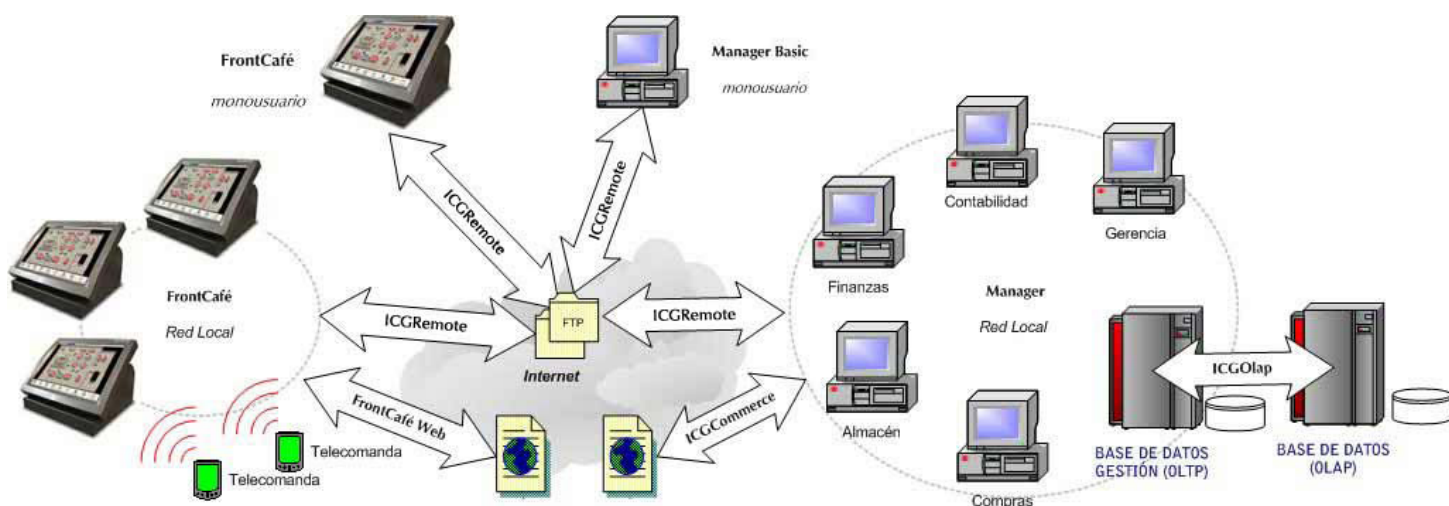 FrontCafé
monousuario
Manager Basic
monousuario
ICGRemote
ICGRemote
Contabilidad
Gerencia
Finanzas
FrontCafé
Red Local
ICGRemote
FTP
ICGRemote
Internet
Manager
Red Local
ICGOlap
Almacén
FrontCafé Web
ICGCommerce
Telecomanda
Telecomanda
Compras
BASE DE DATOS
GESTIÓN (OLTP)
BASE DE DATOS
(OLAP)